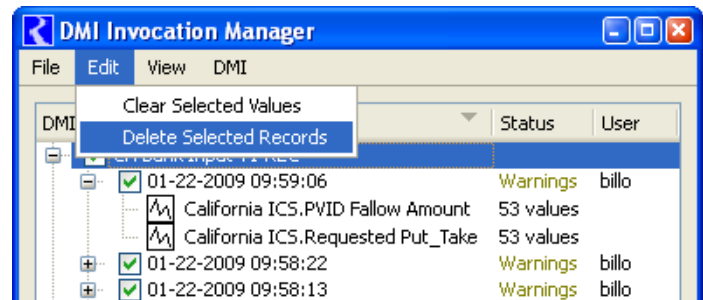 DMI Invocation Manager
File Edit View DMI
Clear Selected Values
DMI Status User
Delete Selected Records
01-22-2009 09:59:06 Warnings billo
California ICS.PVID Fallow Amount 53 values
California ICS.Requested Put_Take 53 values
01-22-2009 09:58:22 Warnings billo
01-22-2009 09:58:13 Warnings billo